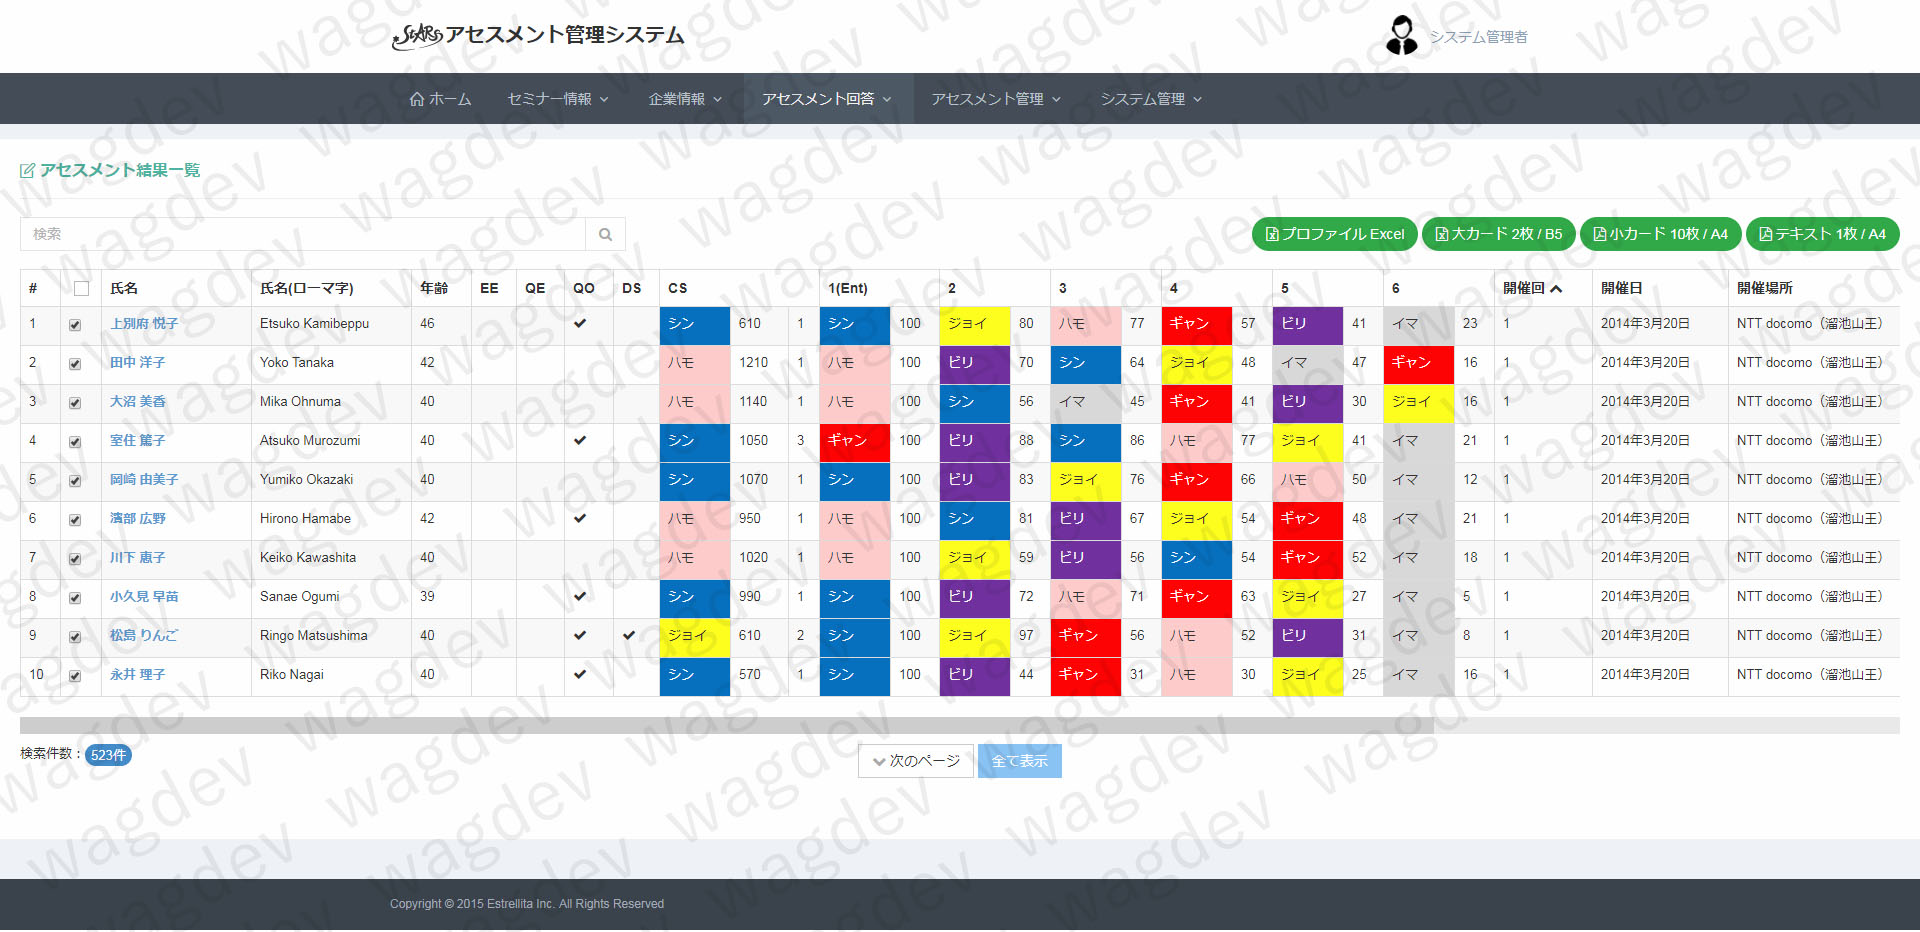 STARs アセスメント管理システム
システム管理者
ホーム セミナー情報 企業情報 アセスメント回答 アセスメント管理 システム管理
アセスメント結果一覧
検索
プロファイル Excel 大カード 2枚 / B5 小カード 10枚 / A4 テキスト 1枚 / A4
# 氏名 氏名(ローマ字) 年齢 EE QE QO DS CS 1(Ent) 2 3 4 5 6 開催回 開催日 開催場所
1 上別府 悦子 Etsuko Kamibeppu 46 シン 610 1 シン 100 ジョイ 80 ハモ 77 ギャン 57 ビリ 41 イマ 23 1 2014年3月20日 NTT docomo（溜池山王）
2 田中 洋子 Yoko Tanaka 42 ハモ 1210 1 ハモ 100 ビリ 70 シン 64 ジョイ 48 イマ 47 ギャン 16 1 2014年3月20日 NTT docomo（溜池山王）
3 大沼 美香 Mika Ohnuma 40 ハモ 1140 1 ハモ 100 シン 56 イマ 45 ギャン 41 ビリ 30 ジョイ 16 1 2014年3月20日 NTT docomo（溜池山王）
4 室住 篤子 Atsuko Murozumi 40 シン 1050 3 ギャン 100 ビリ 88 シン 86 ハモ 77 ジョイ 41 イマ 21 1 2014年3月20日 NTT docomo（溜池山王）
5 岡崎 由美子 Yumiko Okazaki 40 シン 1070 1 シン 100 ビリ 83 ジョイ 76 ギャン 66 ハモ 50 イマ 12 1 2014年3月20日 NTT docomo（溜池山王）
6 濱部 広野 Hirono Hamabe 42 ハモ 950 1 ハモ 100 シン 81 ビリ 67 ジョイ 54 ギャン 48 イマ 21 1 2014年3月20日 NTT docomo（溜池山王）
7 川下 恵子 Keiko Kawashita 40 ハモ 1020 1 ハモ 100 ジョイ 59 ビリ 56 シン 54 ギャン 52 イマ 18 1 2014年3月20日 NTT docomo（溜池山王）
8 小久見 早苗 Sanae Ogumi 39 シン 990 1 シン 100 ビリ 72 ハモ 71 ギャン 63 ジョイ 27 イマ 5 1 2014年3月20日 NTT docomo（溜池山王）
9 松島 りんご Ringo Matsushima 40 ジョイ 610 2 シン 100 ジョイ 97 ギャン 56 ハモ 52 ビリ 31 イマ 8 1 2014年3月20日 NTT docomo（溜池山王）
10 永井 理子 Riko Nagai 40 シン 570 1 シン 100 ビリ 44 ギャン 31 ハモ 30 ジョイ 25 イマ 16 1 2014年3月20日 NTT docomo（溜池山王）
検索件数： 523件
次のページ 全て表示
Copyright © 2015 Estrellita Inc. All Rights Reserved
wagdev